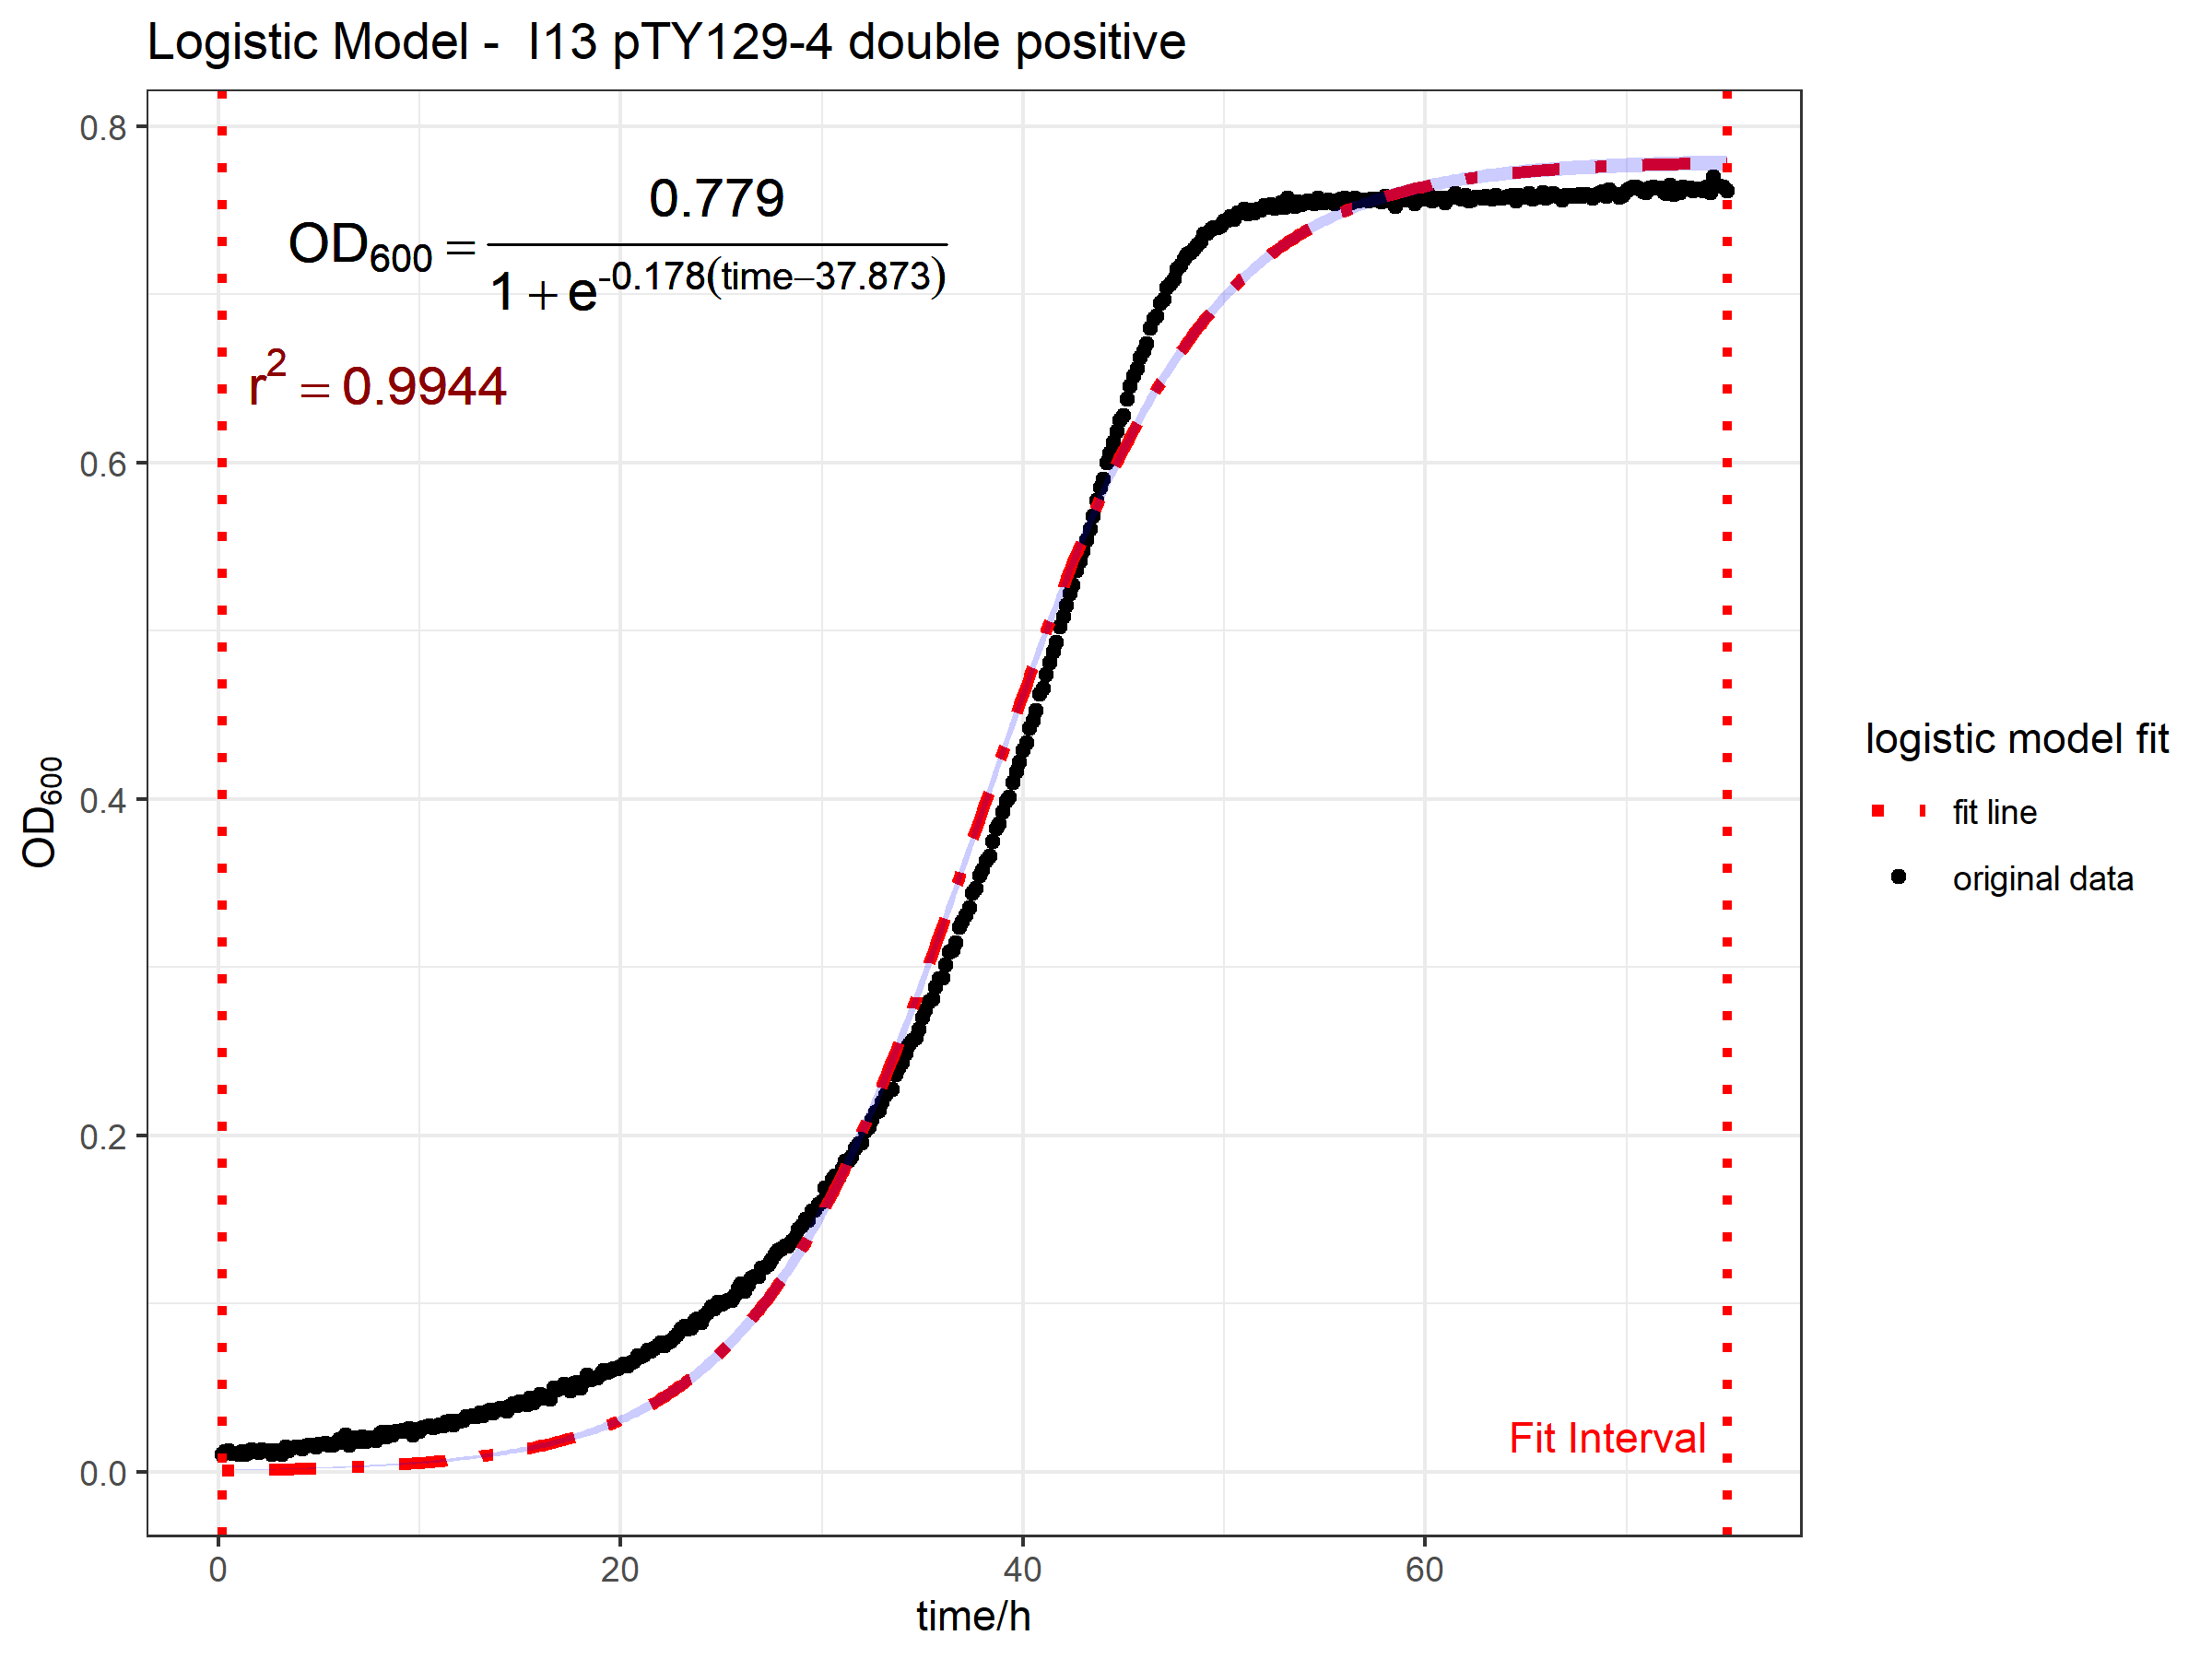 Logistic Model -  I13 pTY129-4 double positive
OD600 = 0.779 / 1 + e^-0.178(time−37.873)
r^2 = 0.9944
0.8
0.6
0.4
0.2
0.0
OD600
Fit Interval
0 20 40 60
time/h
logistic model fit
fit line
original data